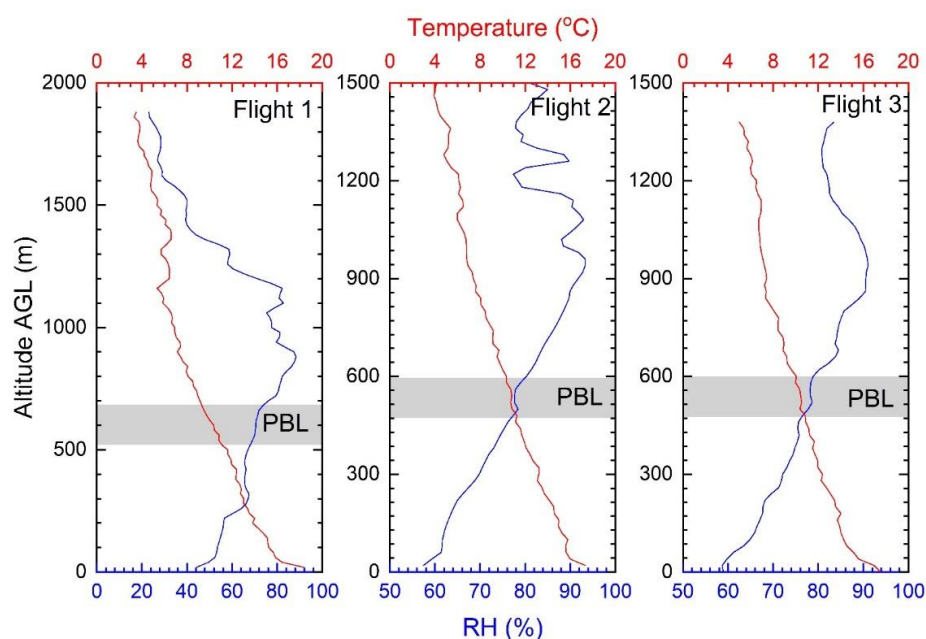 Temperature (°C)
0 4 8 12 16 20 0 4 8 12 16 20 0 4 8 12 16 20
2000 1500 1500
Flight 1 Flight 2 Flight 3
1500 1200 1200
Altitude AGL (m)
1000 900 900
600 600
PBL PBL PBL
500 300 300
0 0 0
0 20 40 60 80 100 50 60 70 80 90 100 50 60 70 80 90 100
RH (%)